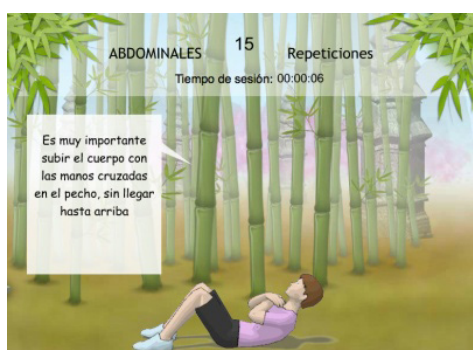 ABDOMINALES 15 Repeticiones
Tiempo de sesión: 00:00:06
Es muy importante
subir el cuerpo con
las manos cruzadas
en el pecho, sin llegar
hasta arriba